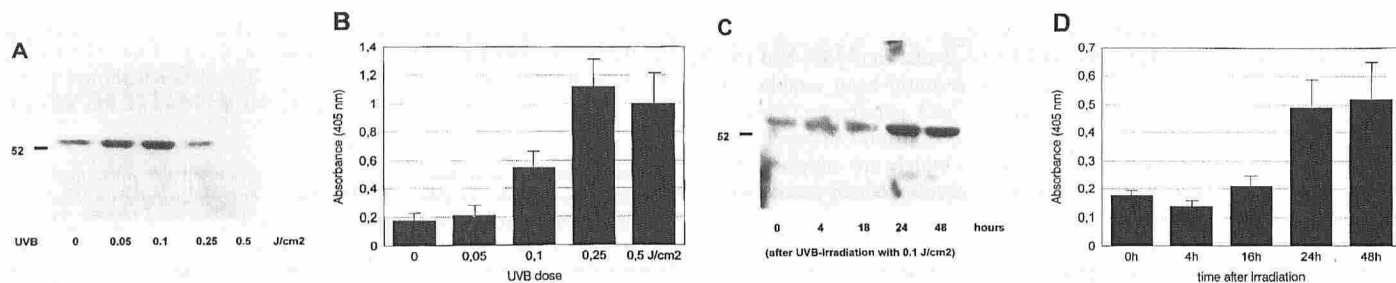 A
52
UVB 0 0.05 0.1 0.25 0.5 J/cm2
B
1,4
1,2
1
0,8
0,6
0,4
0,2
0
Absorbance (405 nm)
0 0,05 0,1 0,25 0,5 J/cm2
UVB dose
C
52
0 4 18 24 48 hours
(after UVB-irradiation with 0.1 J/cm2)
D
0,7
0,6
0,5
0,4
0,3
0,2
0,1
0
Absorbance (405 nm)
0h 4h 16h 24h 48h
time after irradiation